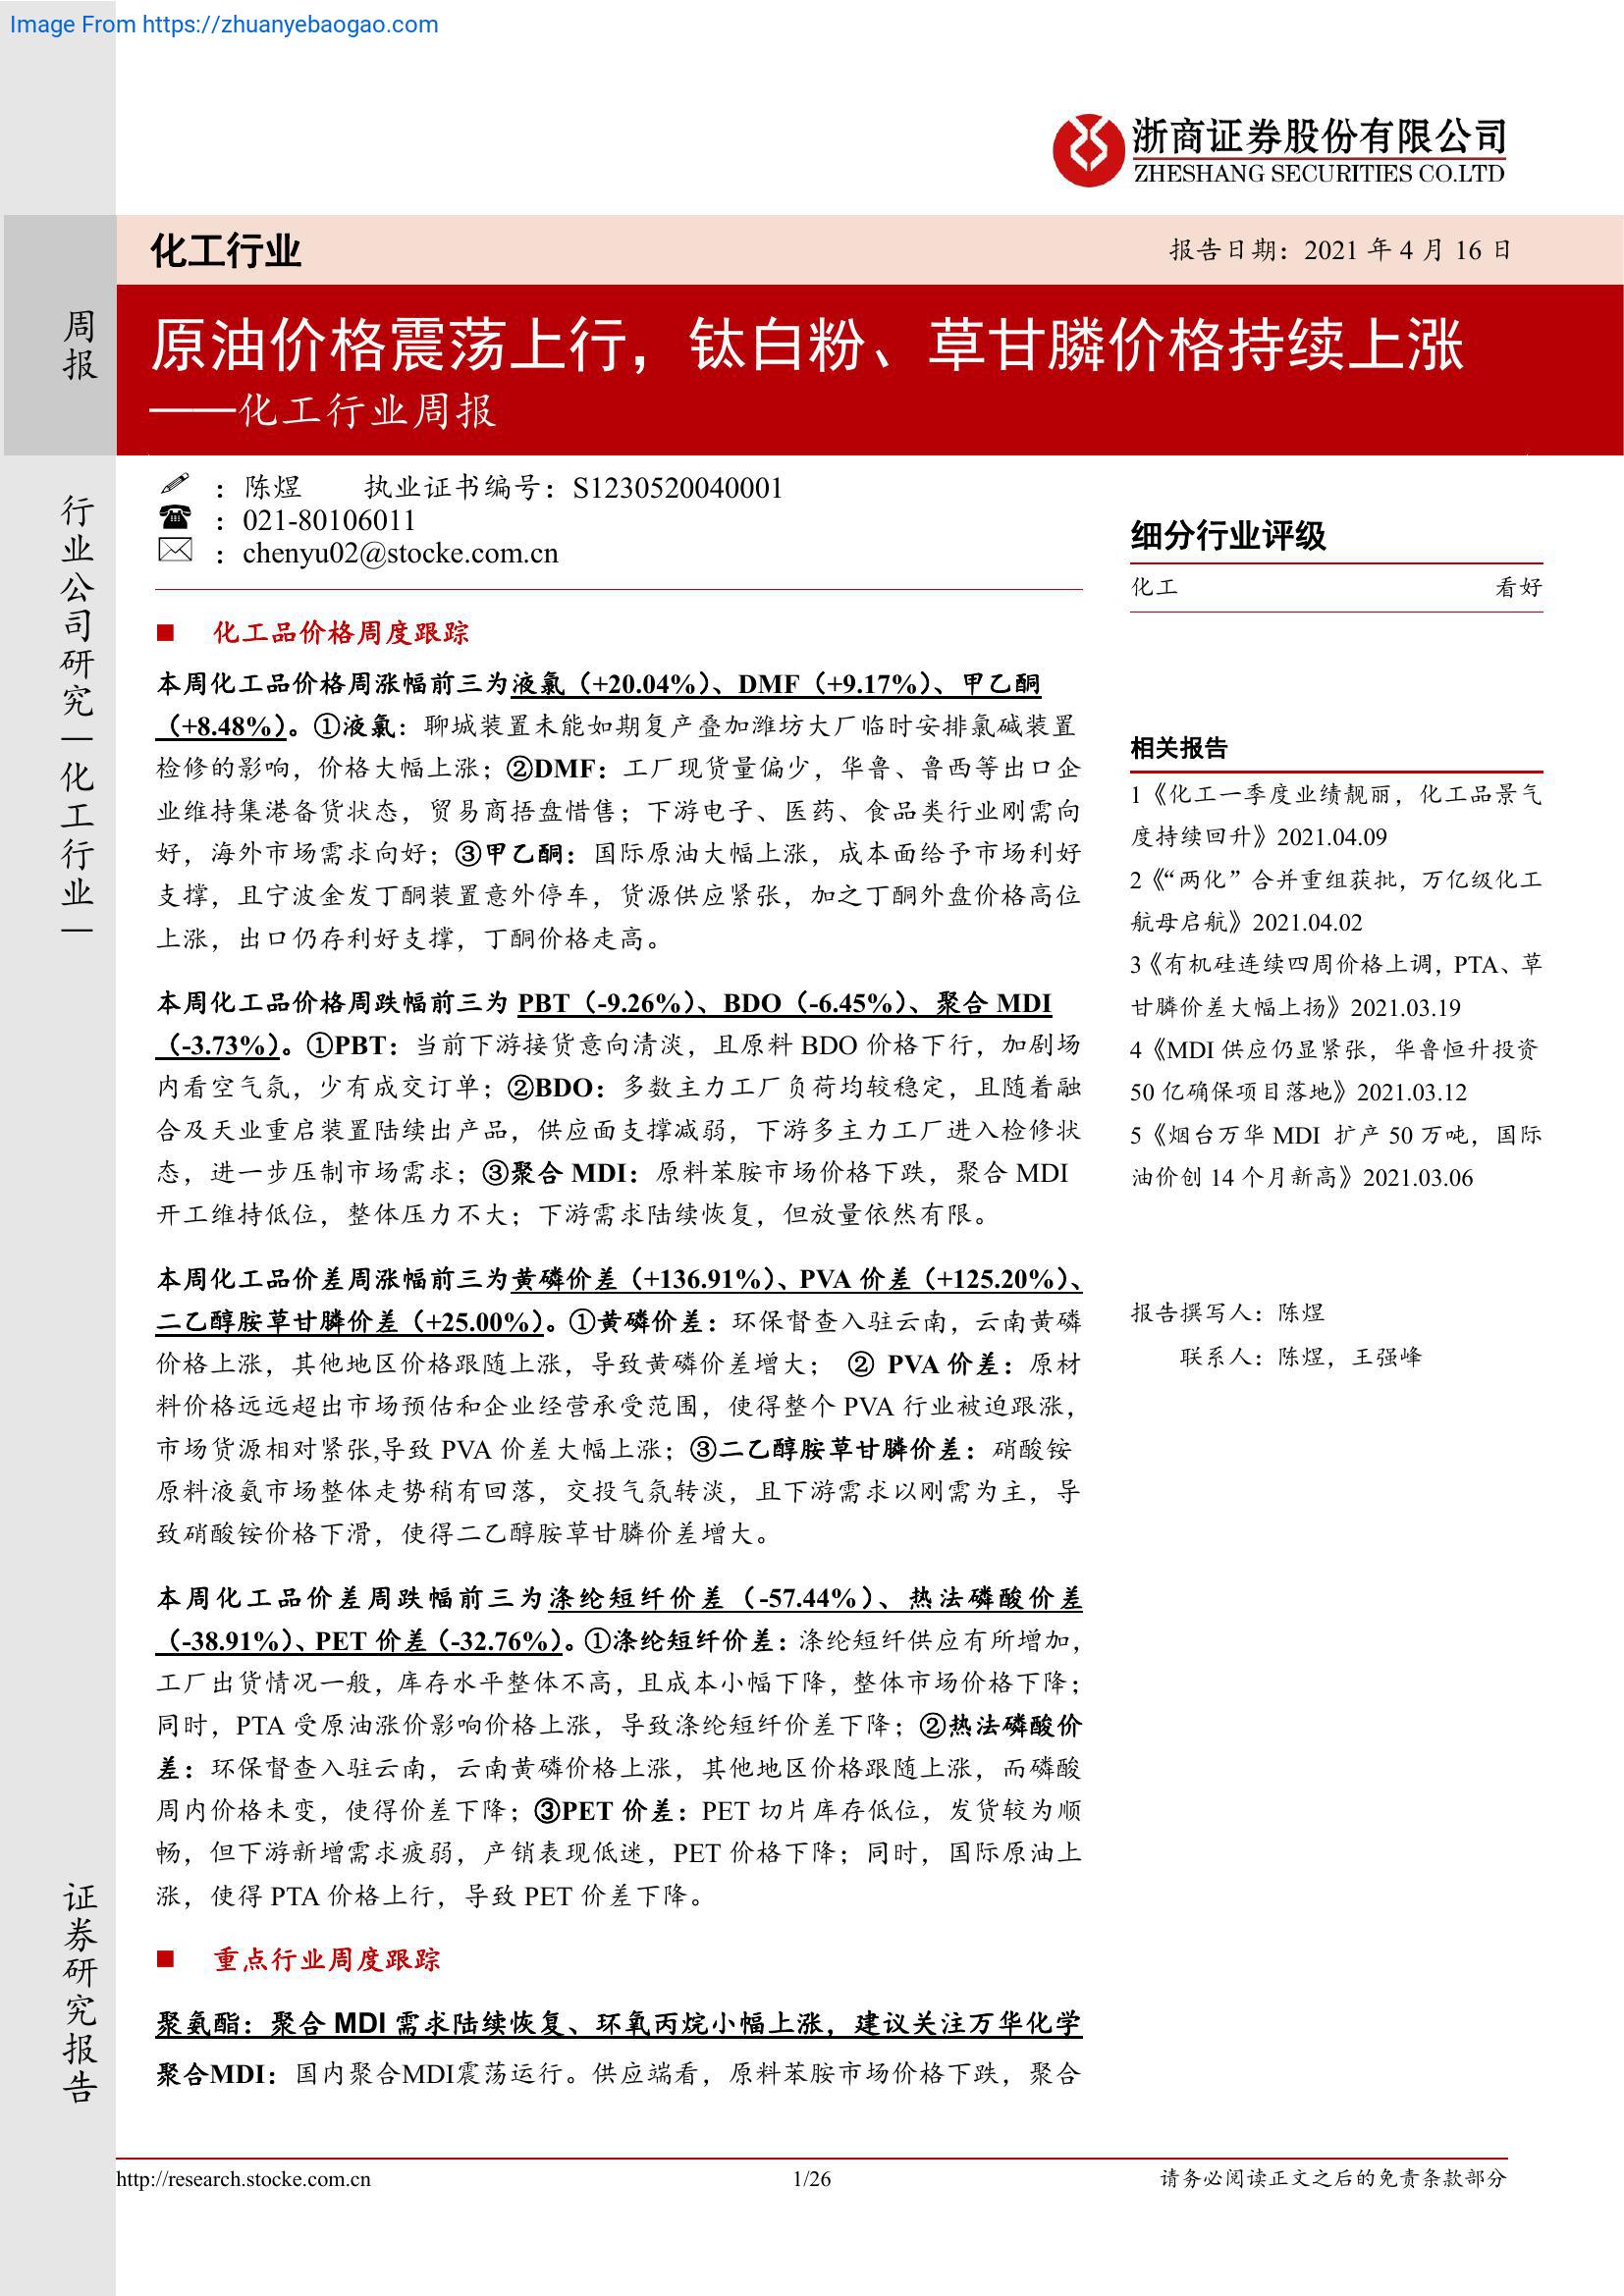 Image From https://zhuanyebaogao.com
浙商证券股份有限公司
ZHESHANG SECURITIES CO.LTD
化工行业
报告日期：2021 年 4 月 16 日
周报
原油价格震荡上行，钛白粉、草甘膦价格持续上涨
——化工行业周报
行业公司研究｜化工行业｜
：陈煜 执业证书编号：S1230520040001
：021-80106011
：chenyu02@stocke.com.cn
■ 化工品价格周度跟踪
本周化工品价格周涨幅前三为液氯（+20.04%）、DMF（+9.17%）、甲乙酮
（+8.48%）。①液氯：聊城装置未能如期复产叠加潍坊大厂临时安排氯碱装置
检修的影响，价格大幅上涨；②DMF：工厂现货量偏少，华鲁、鲁西等出口企
业维持集港备货状态，贸易商捂盘惜售；下游电子、医药、食品类行业刚需向
好，海外市场需求向好；③甲乙酮：国际原油大幅上涨，成本面给予市场利好
支撑，且宁波金发丁酮装置意外停车，货源供应紧张，加之丁酮外盘价格高位
上涨，出口仍存利好支撑，丁酮价格走高。
本周化工品价格周跌幅前三为 PBT（-9.26%）、BDO（-6.45%）、聚合 MDI
（-3.73%）。①PBT：当前下游接货意向清淡，且原料 BDO 价格下行，加剧场
内看空气氛，少有成交订单；②BDO：多数主力工厂负荷均较稳定，且随着融
合及天业重启装置陆续出产品，供应面支撑减弱，下游多主力工厂进入检修状
态，进一步压制市场需求；③聚合 MDI：原料苯胺市场价格下跌，聚合 MDI
开工维持低位，整体压力不大；下游需求陆续恢复，但放量依然有限。
本周化工品价差周涨幅前三为黄磷价差（+136.91%）、PVA 价差（+125.20%）、
二乙醇胺草甘膦价差（+25.00%）。①黄磷价差：环保督查入驻云南，云南黄磷
价格上涨，其他地区价格跟随上涨，导致黄磷价差增大； ② PVA 价差：原材
料价格远远超出市场预估和企业经营承受范围，使得整个 PVA 行业被迫跟涨，
市场货源相对紧张,导致 PVA 价差大幅上涨；③二乙醇胺草甘膦价差：硝酸铵
原料液氨市场整体走势稍有回落，交投气氛转淡，且下游需求以刚需为主，导
致硝酸铵价格下滑，使得二乙醇胺草甘膦价差增大。
本周化工品价差周跌幅前三为涤纶短纤价差（-57.44%）、热法磷酸价差
（-38.91%）、PET 价差（-32.76%）。①涤纶短纤价差：涤纶短纤供应有所增加，
工厂出货情况一般，库存水平整体不高，且成本小幅下降，整体市场价格下降；
同时，PTA 受原油涨价影响价格上涨，导致涤纶短纤价差下降；②热法磷酸价
差：环保督查入驻云南，云南黄磷价格上涨，其他地区价格跟随上涨，而磷酸
周内价格未变，使得价差下降；③PET 价差：PET 切片库存低位，发货较为顺
畅，但下游新增需求疲弱，产销表现低迷，PET 价格下降；同时，国际原油上
涨，使得 PTA 价格上行，导致 PET 价差下降。
■ 重点行业周度跟踪
聚氨酯：聚合 MDI 需求陆续恢复、环氧丙烷小幅上涨，建议关注万华化学
聚合MDI：国内聚合MDI震荡运行。供应端看，原料苯胺市场价格下跌，聚合
细分行业评级
化工 看好
相关报告
1《化工一季度业绩靓丽，化工品景气
度持续回升》2021.04.09
2《“两化”合并重组获批，万亿级化工
航母启航》2021.04.02
3《有机硅连续四周价格上调，PTA、草
甘膦价差大幅上扬》2021.03.19
4《MDI 供应仍显紧张，华鲁恒升投资
50 亿确保项目落地》2021.03.12
5《烟台万华 MDI 扩产 50 万吨，国际
油价创 14 个月新高》2021.03.06
报告撰写人：陈煜
联系人：陈煜，王强峰
证券研究报告
http://research.stocke.com.cn
1/26
请务必阅读正文之后的免责条款部分